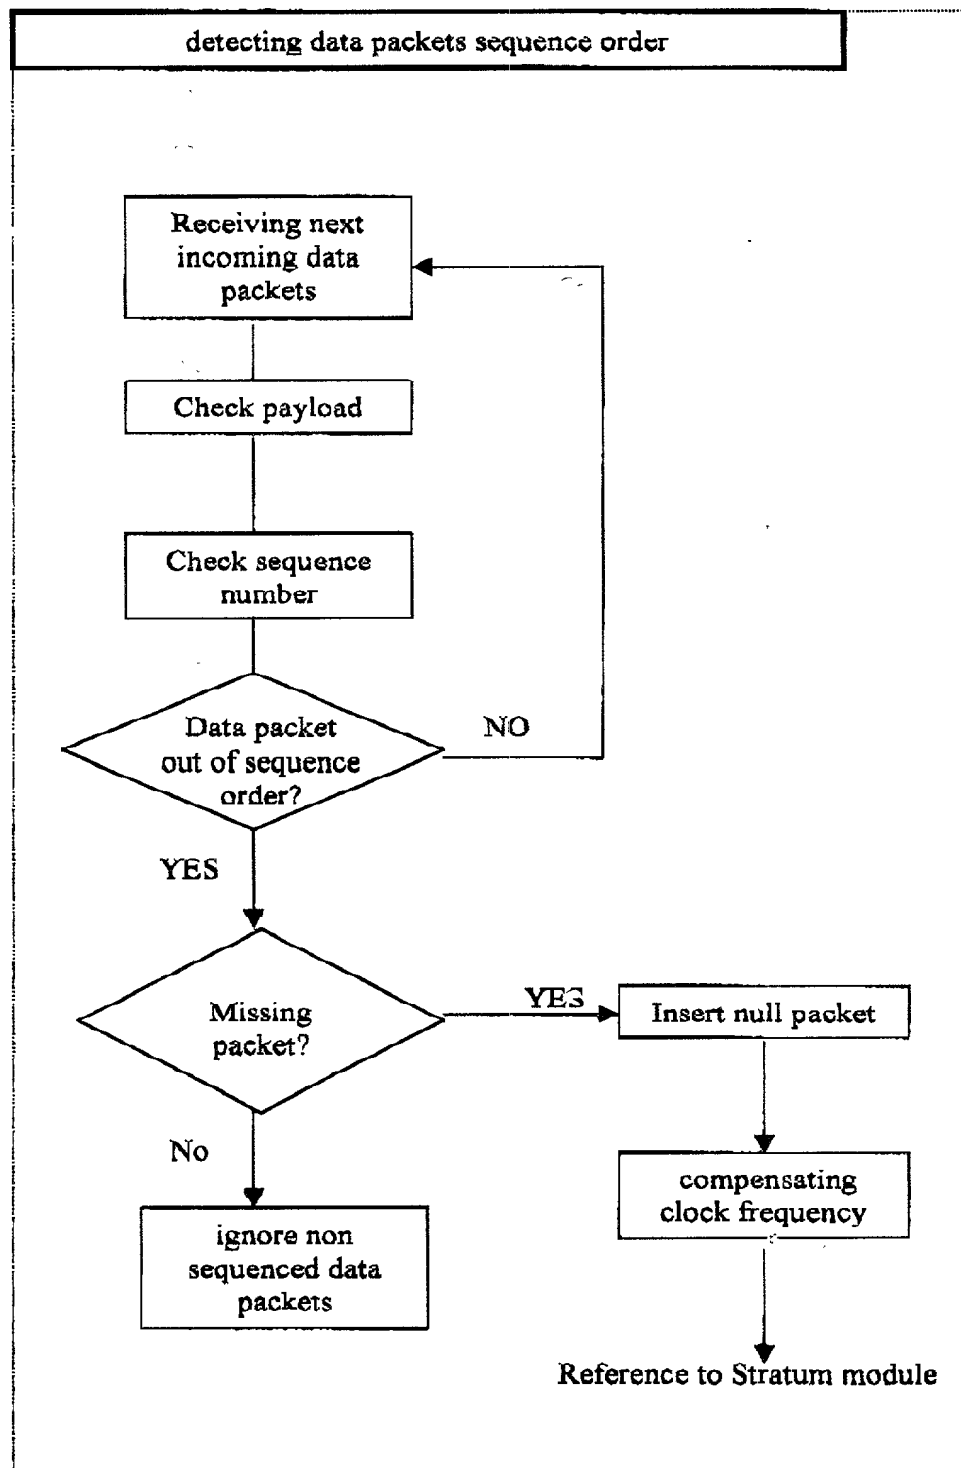 detecting data packets sequence order
Receiving next
incoming data
packets
Check payload
Check sequence
number
Data packet
out of sequence
order?
NO
YES
Missing
packet?
YES
Insert null packet
No
compensating
clock frequency
ignore non
sequenced data
packets
Reference to Stratum module